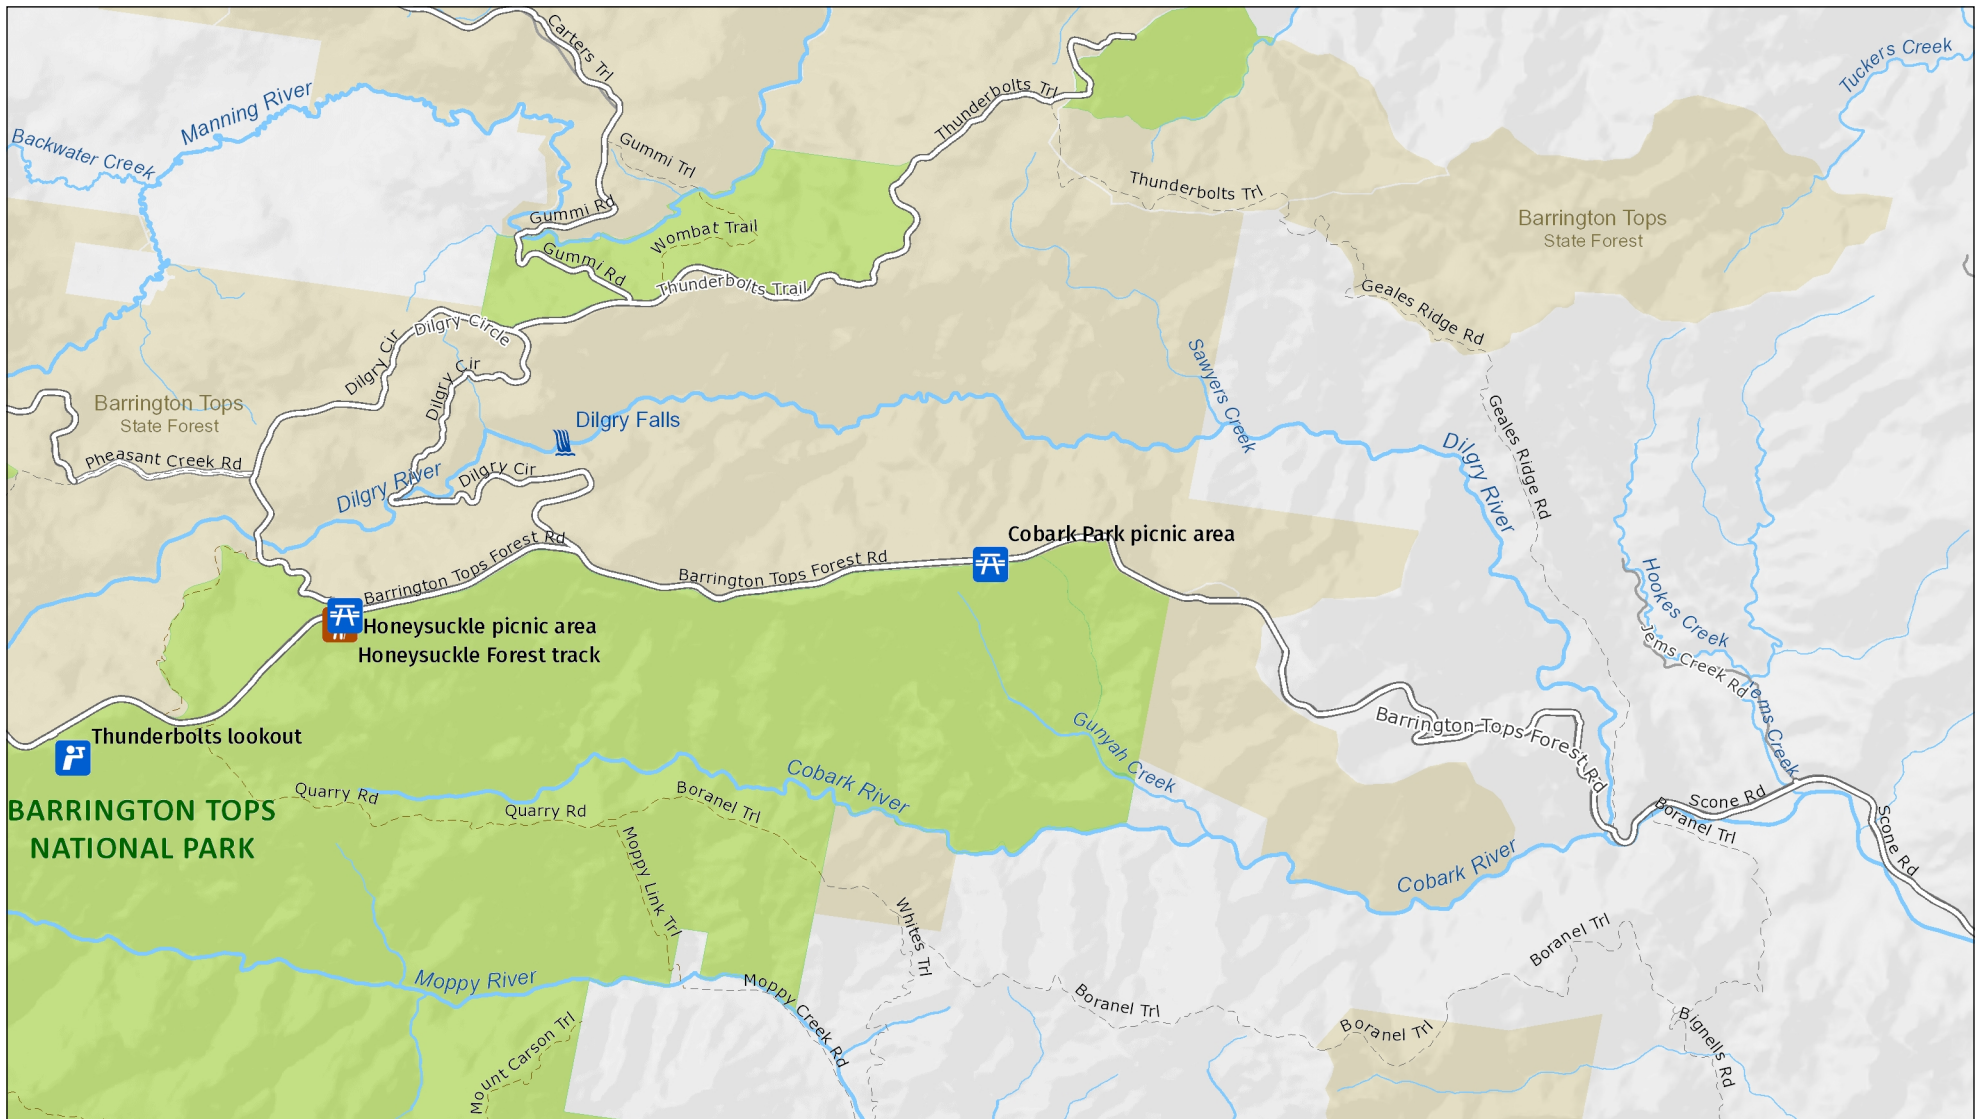 Carters Trl
Tuckers Creek
Manning River
Thunderbolts Trl
Backwater Creek
Gummi Trl
Thunderbolts Trl
Gummi Rd
Barrington Tops
State Forest
Wombat Trail
Gummi Rd
Thunderbolts Trail
Geales Ridge Rd
Dilgry Circle
Dilgry Cir
Dilgry Cir
Sawyers Creek
Barrington Tops
State Forest
Dilgry Falls
Geales Ridge Rd
Pheasant Creek Rd
Dilgry River
Dilgry Cir
Dilgry River
Cobark Park picnic area
Barrington Tops Forest Rd
Barrington Tops Forest Rd
Hookes Creek
Honeysuckle picnic area
Honeysuckle Forest track
Jems Creek Rd
Thunderbolts lookout
Gunyah Creek
Barrington Tops Forest Rd
Tems Creek
Cobark River
Quarry Rd
Quarry Rd
Boranel Trl
Scone Rd
Boranel Trl
Scone Rd
BARRINGTON TOPS
NATIONAL PARK
Moppy Link Trl
Cobark River
Whites Trl
Boranel Trl
Moppy River
Moppy Creek Rd
Boranel Trl
Boranel Trl
Bignells Rd
Mount Carson Trl